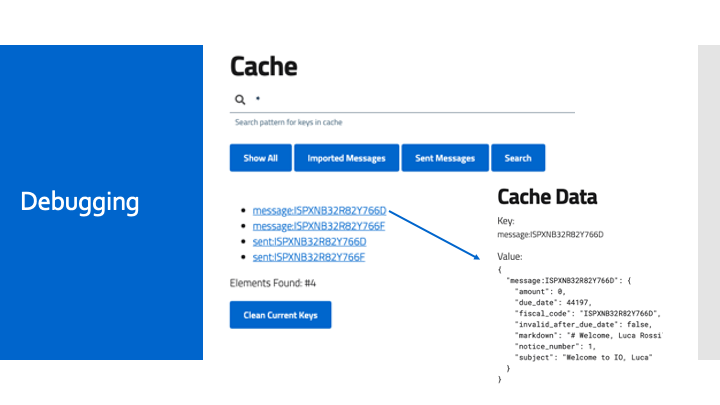 Debugging
Cache
*
Search pattern for keys in cache
Show All
Imported Messages
Sent Messages
Search
message:ISPXNB32R82Y766D
message:ISPXNB32R82Y766F
sent:ISPXNB32R82Y766D
sent:ISPXNB32R82Y766F
Elements Found: #4
Clean Current Keys
Cache Data
Key:
message:ISPXNB32R82Y766D
Value:
{
"message:ISPXNB32R82Y766D": {
"amount": 0,
"due_date": 44197,
"fiscal_code": "ISPXNB32R82Y766D",
"invalid_after_due_date": false,
"markdown": "# Welcome, Luca Rossi
"notice_number": 1,
"subject": "Welcome to IO, Luca"
}
}